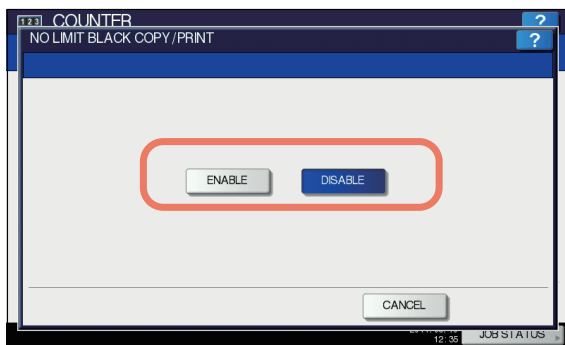 123 COUNTER ?
NO LIMIT BLACK COPY/PRINT ?
ENABLE DISABLE
CANCEL
12:35 JOB STATUS